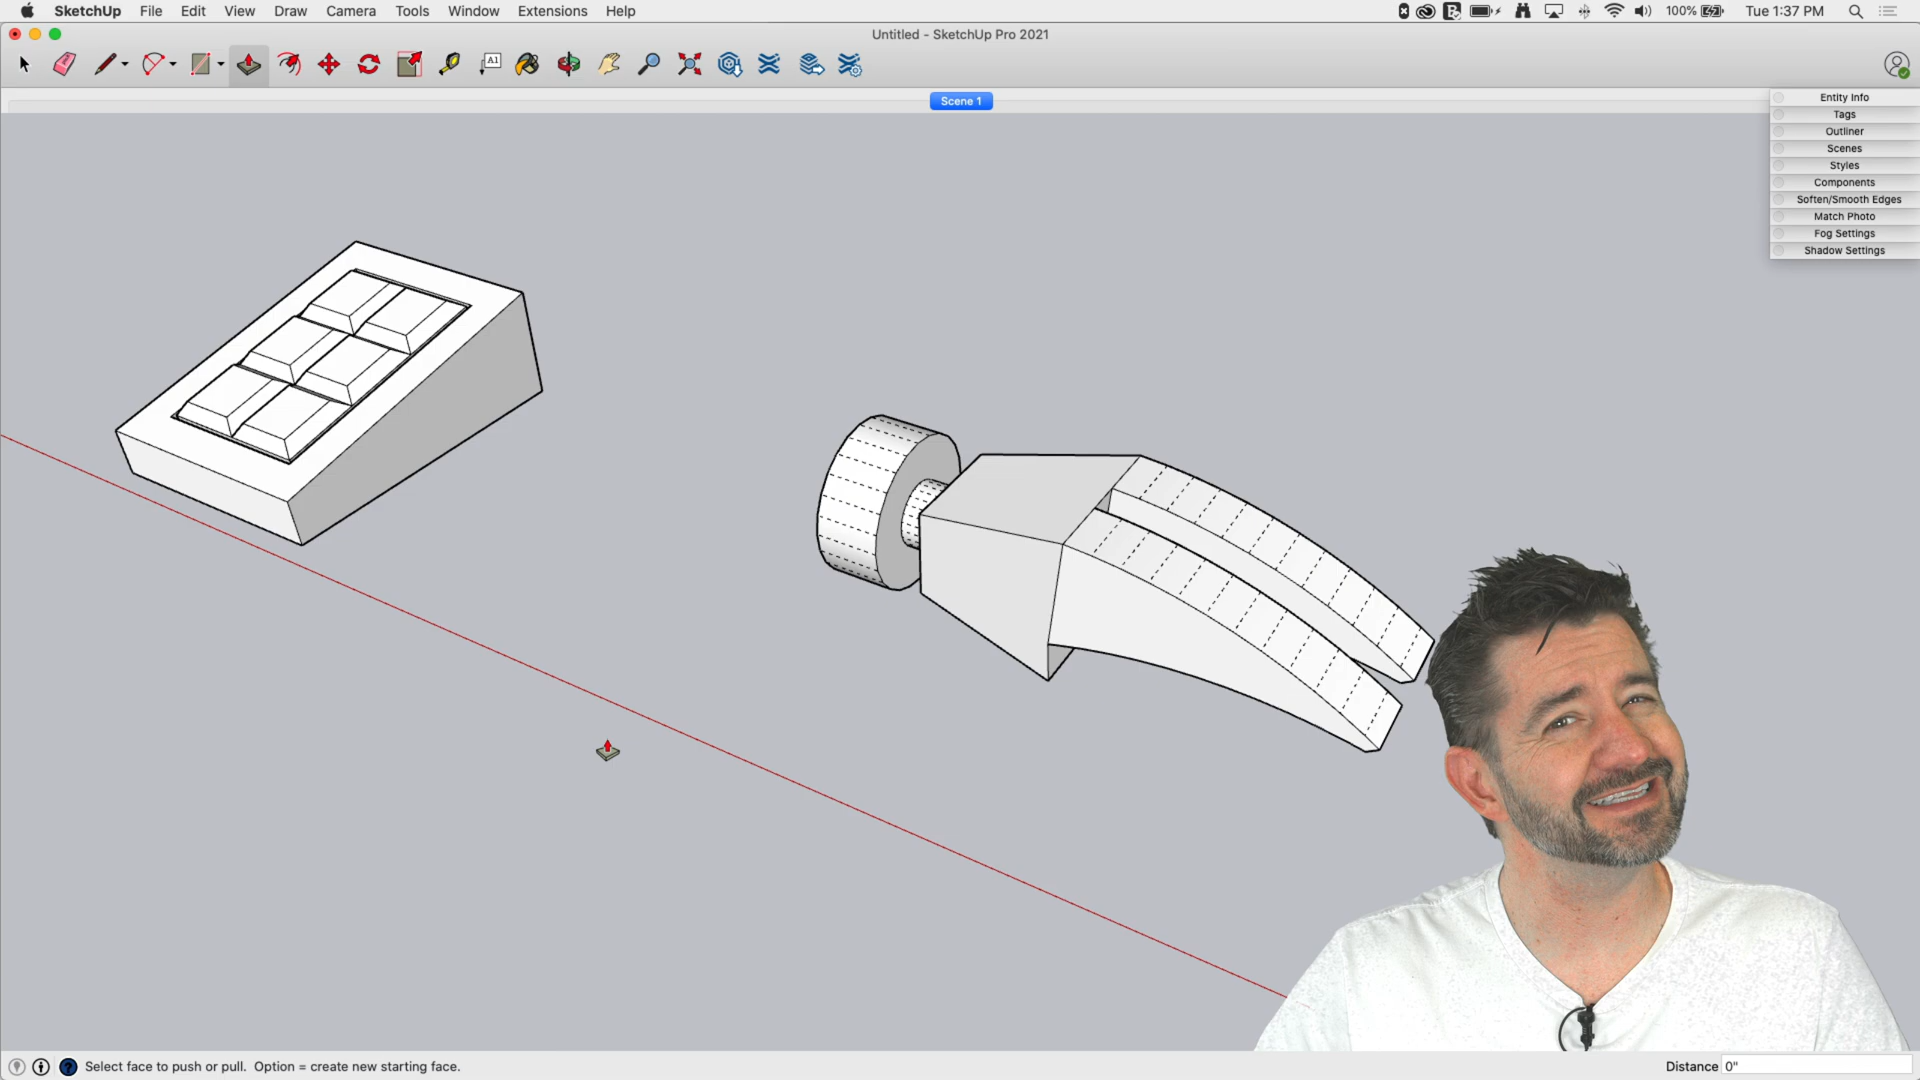 SketchUp File Edit View Draw Camera Tools Window Extensions Help 100% Tue 1:37 PM
Untitled - SketchUp Pro 2021
A1
Scene 1
Entity Info
Tags
Outliner
Scenes
Styles
Components
Soften/Smooth Edges
Match Photo
Fog Settings
Shadow Settings
Select face to push or pull. Option = create new starting face. Distance 0"